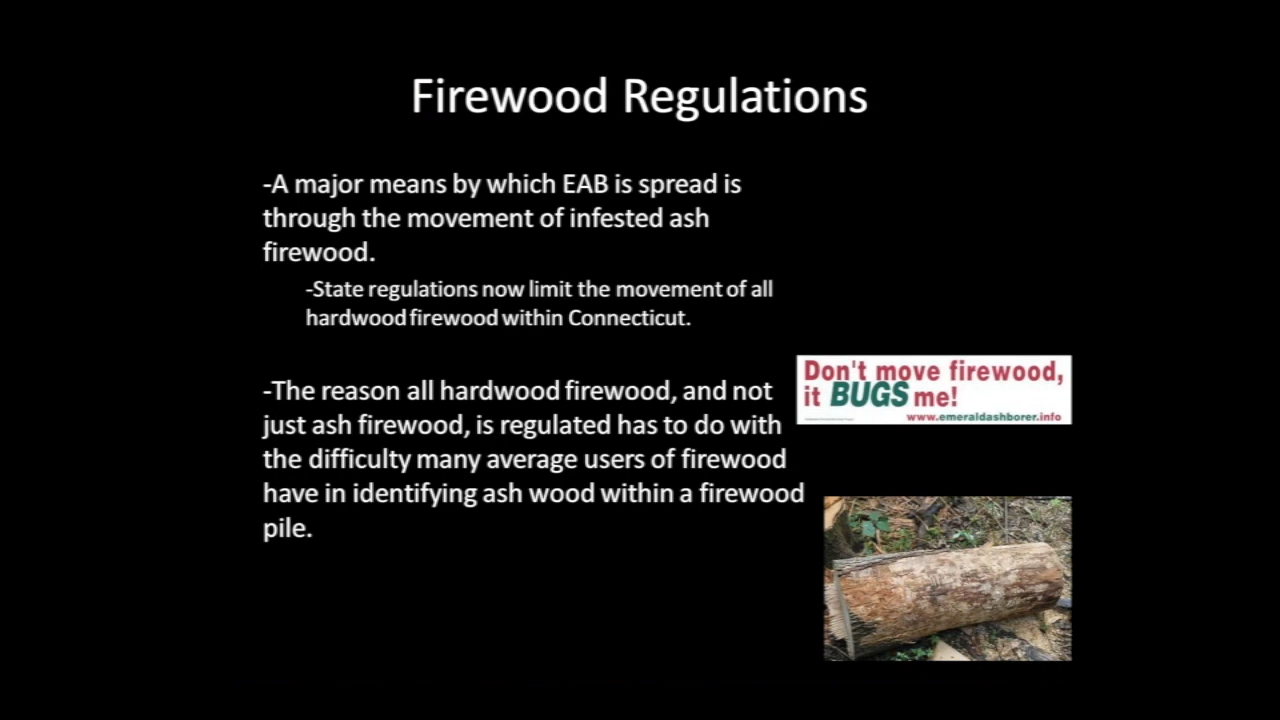 Firewood Regulations
-A major means by which EAB is spread is
through the movement of infested ash
firewood.
-State regulations now limit the movement of all
hardwood firewood within Connecticut.
-The reason all hardwood firewood, and not
just ash firewood, is regulated has to do with
the difficulty many average users of firewood
have in identifying ash wood within a firewood
pile.
Don't move firewood,
it BUGS me!
www.emeraldashborer.info